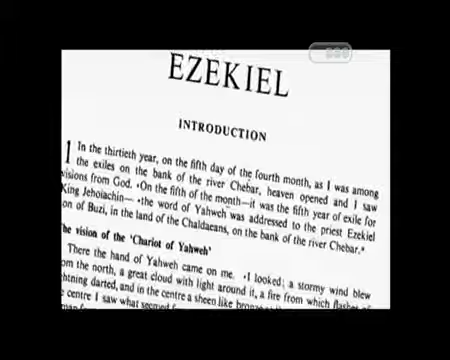 EZEKIEL
INTRODUCTION
1 In the thirtieth year, on the fifth day of the fourth month, as I was among
the exiles on the bank of the river Chebar, heaven opened and I saw
visions from God. •On the fifth of the month—it was the fifth year of exile for
King Jehoiachin— •the word of Yahweh was addressed to the priest Ezekiel
on of Buzi, in the land of the Chaldaeans, on the bank of the river Chebar.ᵃ
he vision of the 'Chariot of Yahweh'
There the hand of Yahweh came on me. •I looked; a stormy wind blew
om the north, a great cloud with light around it, a fire from which flashes of
htning darted, and in the centre a sheen like bronze
centre I saw what seemed